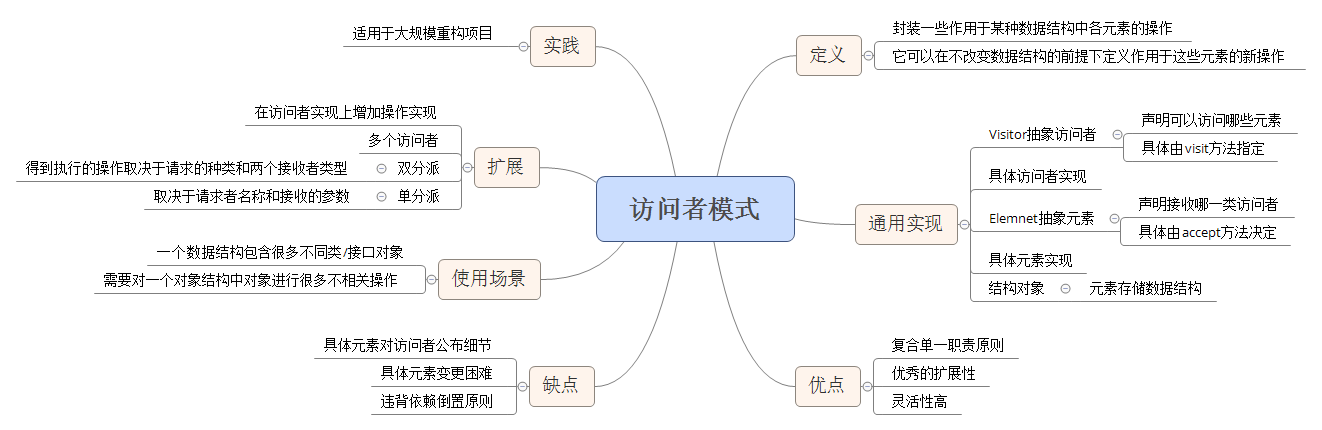 访问者模式
定义
封装一些作用于某种数据结构中各元素的操作
它可以在不改变数据结构的前提下定义作用于这些元素的新操作
通用实现
Visitor抽象访问者
声明可以访问哪些元素
具体由visit方法指定
具体访问者实现
Elemnet抽象元素
声明接收哪一类访问者
具体由accept方法决定
具体元素实现
结构对象
元素存储数据结构
优点
复合单一职责原则
优秀的扩展性
灵活性高
实践
适用于大规模重构项目
扩展
在访问者实现上增加操作实现
多个访问者
双分派
得到执行的操作取决于请求的种类和两个接收者类型
单分派
取决于请求者名称和接收的参数
使用场景
一个数据结构包含很多不同类/接口对象
需要对一个对象结构中对象进行很多不相关操作
缺点
具体元素对访问者公布细节
具体元素变更困难
违背依赖倒置原则